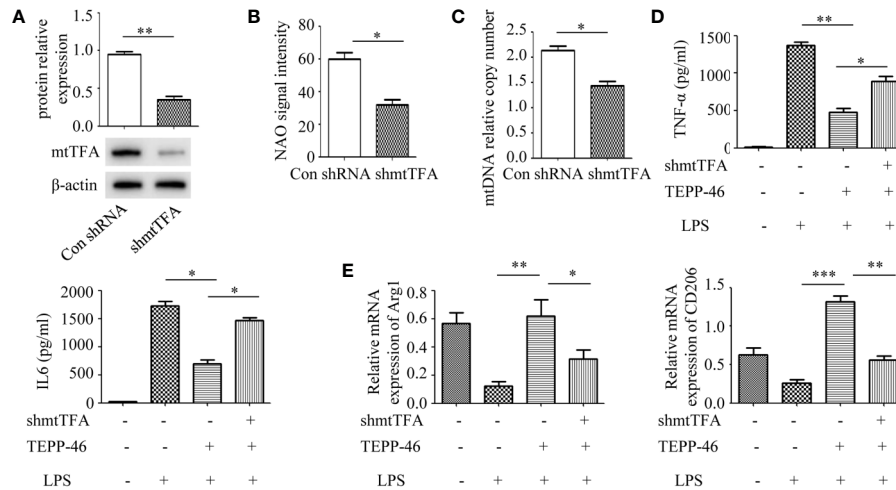 A
protein relative
expression
1.5
1.0
0.5
0.0
**
mtTFA
β-actin
Con shRNA
shmtTFA
B
NAO signal intensity
80
60
40
20
0
*
Con shRNA shmtTFA
C
mtDNA relative copy number
2.5
2.0
1.5
1.0
0.5
0.0
*
Con shRNA shmtTFA
D
TNF-α (pg/ml)
1500
1000
500
0
**
*
shmtTFA - - - +
TEPP-46 - - + +
LPS - + + +
IL6 (pg/ml)
2000
1500
1000
500
0
*
*
shmtTFA - - - +
TEPP-46 - - + +
LPS - + + +
E
Relative mRNA
expression of Arg1
0.8
0.6
0.4
0.2
0.0
**
*
shmtTFA - - - +
TEPP-46 - - + +
LPS - + + +
Relative mRNA
expression of CD206
1.5
1.0
0.5
0.0
***
**
shmtTFA - - - +
TEPP-46 - - + +
LPS - + + +